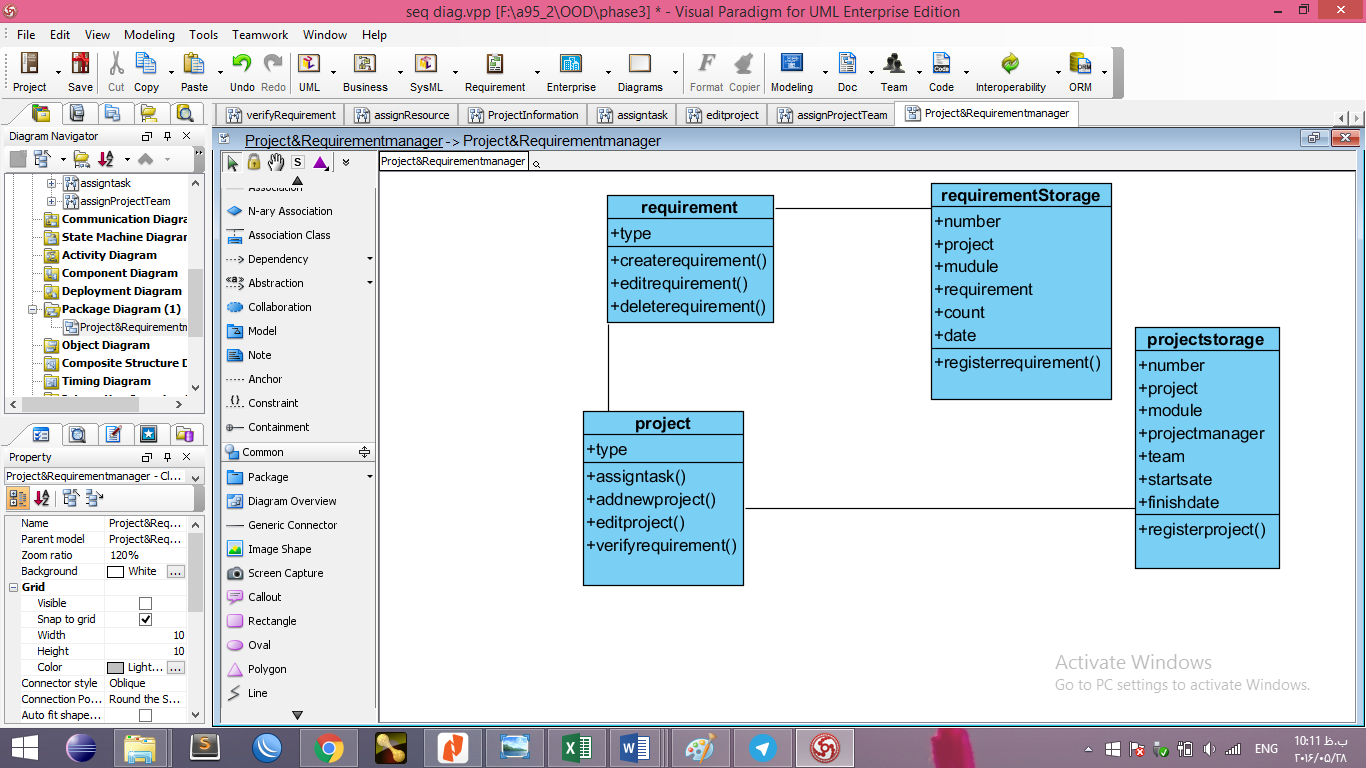 seq diag.vpp [F:\a95_2\OOD\phase3] * - Visual Paradigm for UML Enterprise Edition
File Edit View Modeling Tools Teamwork Window Help
Project Save Cut Copy Paste Undo Redo UML Business SysML Requirement Enterprise Diagrams Format Copier Modeling Doc Team Code Interoperability ORM
verifyRequirement assignResource ProjectInformation assigntask editproject assignProjectTeam Project&Requirementmanager
Diagram Navigator
assigntask
assignProjectTeam
Communication Diagra
State Machine Diagrar
Activity Diagram
Component Diagram
Deployment Diagram
Package Diagram (1)
Project&Requirementn
Object Diagram
Composite Structure D
Timing Diagram
Property
Project&Requirementmanager - Cl...
Name Project&Req...
Parent model Project&Req...
Zoom ratio 120%
Background White ...
Grid
Visible
Snap to grid
Width 10
Height 10
Color Light... ...
Connector style Oblique
Connection Po... Round the S...
Auto fit shape...
Project&Requirementmanager -> Project&Requirementmanager
S
Project&Requirementmanager
Association
N-ary Association
Association Class
Dependency
Abstraction
Collaboration
Model
Note
Anchor
Constraint
Containment
Common
Package
Diagram Overview
Generic Connector
Image Shape
Screen Capture
Callout
Rectangle
Oval
Polygon
Line
requirement
+type
+createrequirement()
+editrequirement()
+deleterequirement()
requirementStorage
+number
+project
+mudule
+requirement
+count
+date
+registerrequirement()
projectstorage
+number
+project
+module
+projectmanager
+team
+startsate
+finishdate
+registerproject()
project
+type
+assigntask()
+addnewproject()
+editproject()
+verifyrequirement()
Activate Windows
Go to PC settings to activate Windows.
ENG
10:11 ب.ظ
۲۰۱۶/۰۵/۲۸